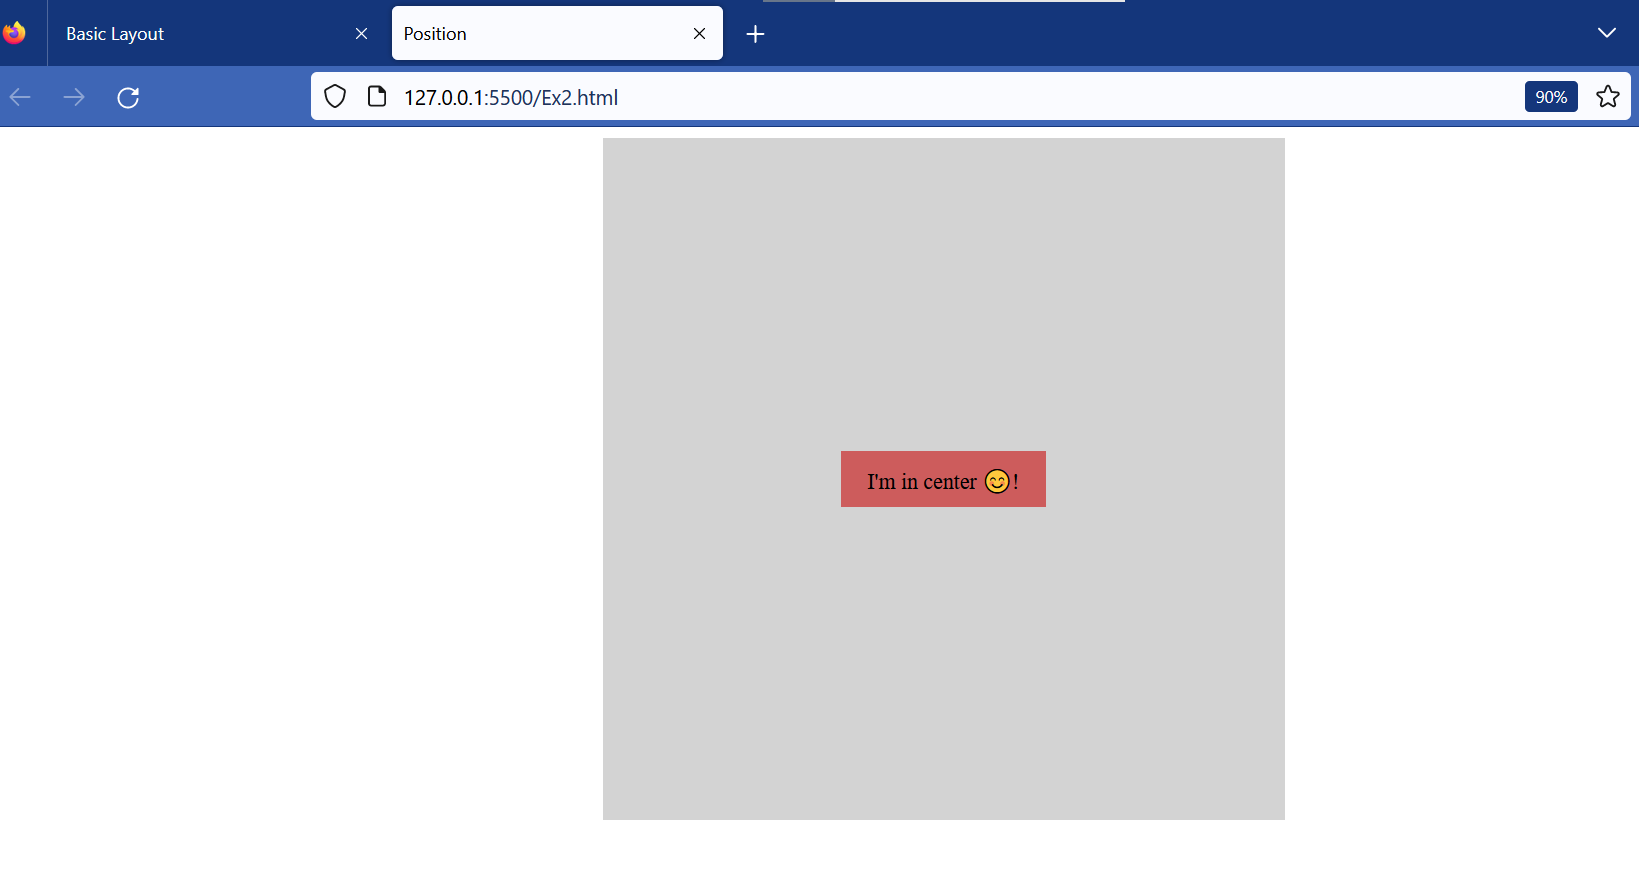 Basic Layout
Position
127.0.0.1:5500/Ex2.html
90%
I'm in center 😊!